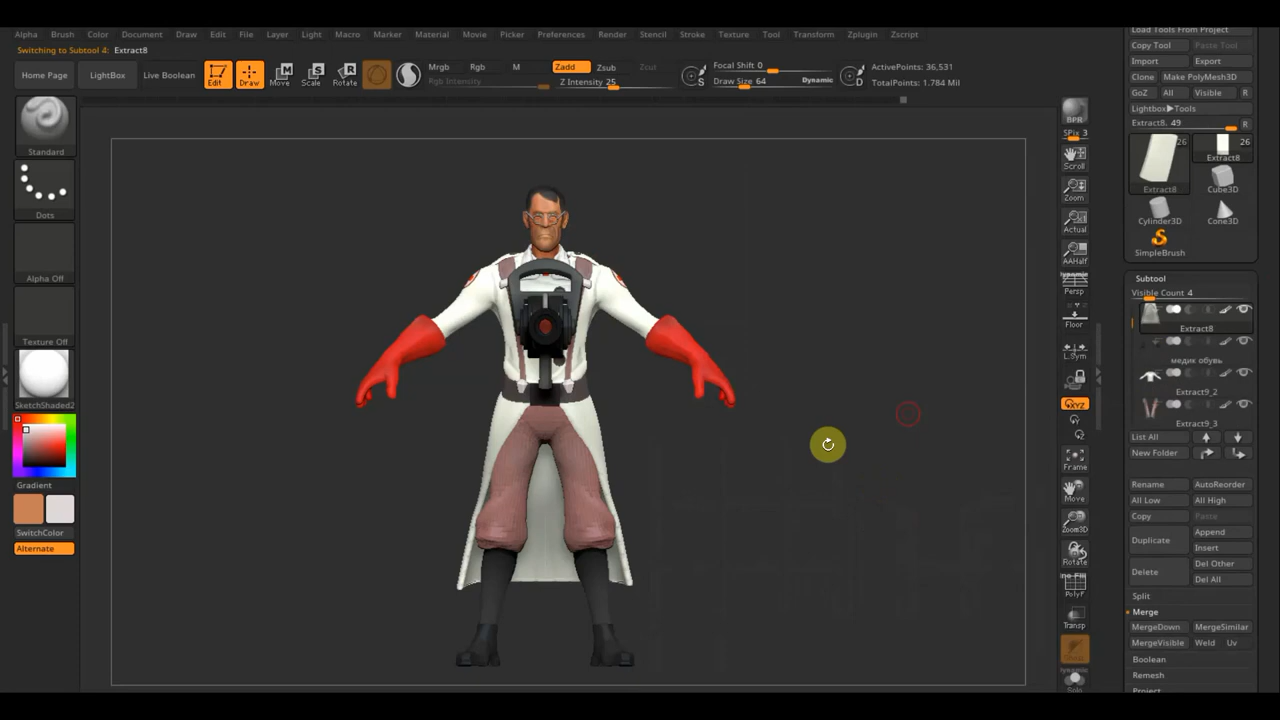 Alpha Brush Color Document Draw Edit File Layer Light Macro Marker Material Movie Picker Preferences Render Stencil Stroke Texture Tool Transform Zplugin Zscript
Switching to Subtool 4: Extract8
Home Page LightBox Live Boolean Edit Draw Move Scale Rotate
Mrgb Rgb M Zadd Zsub Zcut
Rgb Intensity Z Intensity 25
Focal Shift 0
Draw Size 64 Dynamic
S
D
ActivePoints: 36,531
TotalPoints: 1.784 Mil
Standard
Dots
Alpha Off
Texture Off
SketchShaded2
Gradient
SwitchColor
Alternate
BPR
SPix 3
Scroll
Zoom
Actual
AAHalf
Dynamic
Persp
Floor
L.Sym
XYZ
Y
Z
Frame
Move
Zoom3D
Rotate
PolyF
Transp
Dynamic
Solo
Load Tools From Project
Copy Tool Paste Tool
Import Export
Clone Make PolyMesh3D
GoZ All Visible R
Lightbox▶Tools
Extract8. 49 R
26 26
Extract8
Extract8 Cube3D
Cylinder3D Cone3D
SimpleBrush
Subtool
Visible Count 4
Extract8
медик обувь
Extract9_2
Extract9_3
List All
New Folder
Rename AutoReorder
All Low All High
Copy Paste
Duplicate Append
Insert
Delete Del Other
Del All
Split
Merge
MergeDown MergeSimilar
MergeVisible Weld Uv
Boolean
Remesh
Project